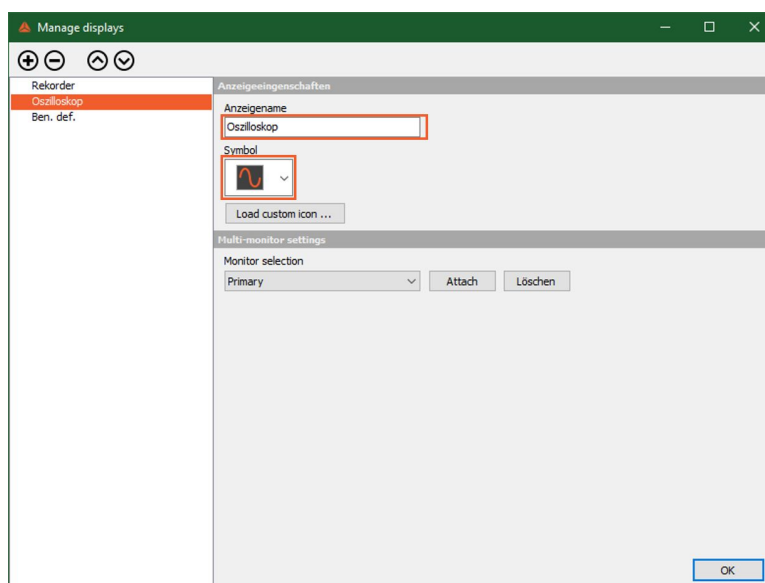 Manage displays
Rekorder
Oszilloskop
Ben. def.
Anzeigeeingenschaften
Anzeigename
Oszilloskop
Symbol
Load custom icon ...
Multi-monitor settings
Monitor selection
Primary Attach Löschen
OK